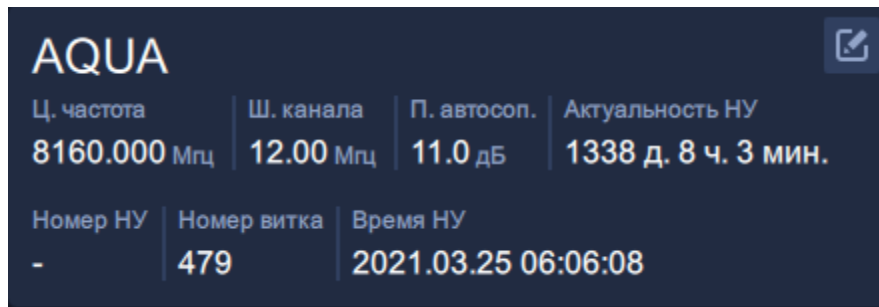 AQUA
Ц. частота Ш. канала П. автосоп. Актуальность НУ
8160.000 Мгц 12.00 Мгц 11.0 дБ 1338 д. 8 ч. 3 мин.
Номер НУ Номер витка Время НУ
- 479 2021.03.25 06:06:08